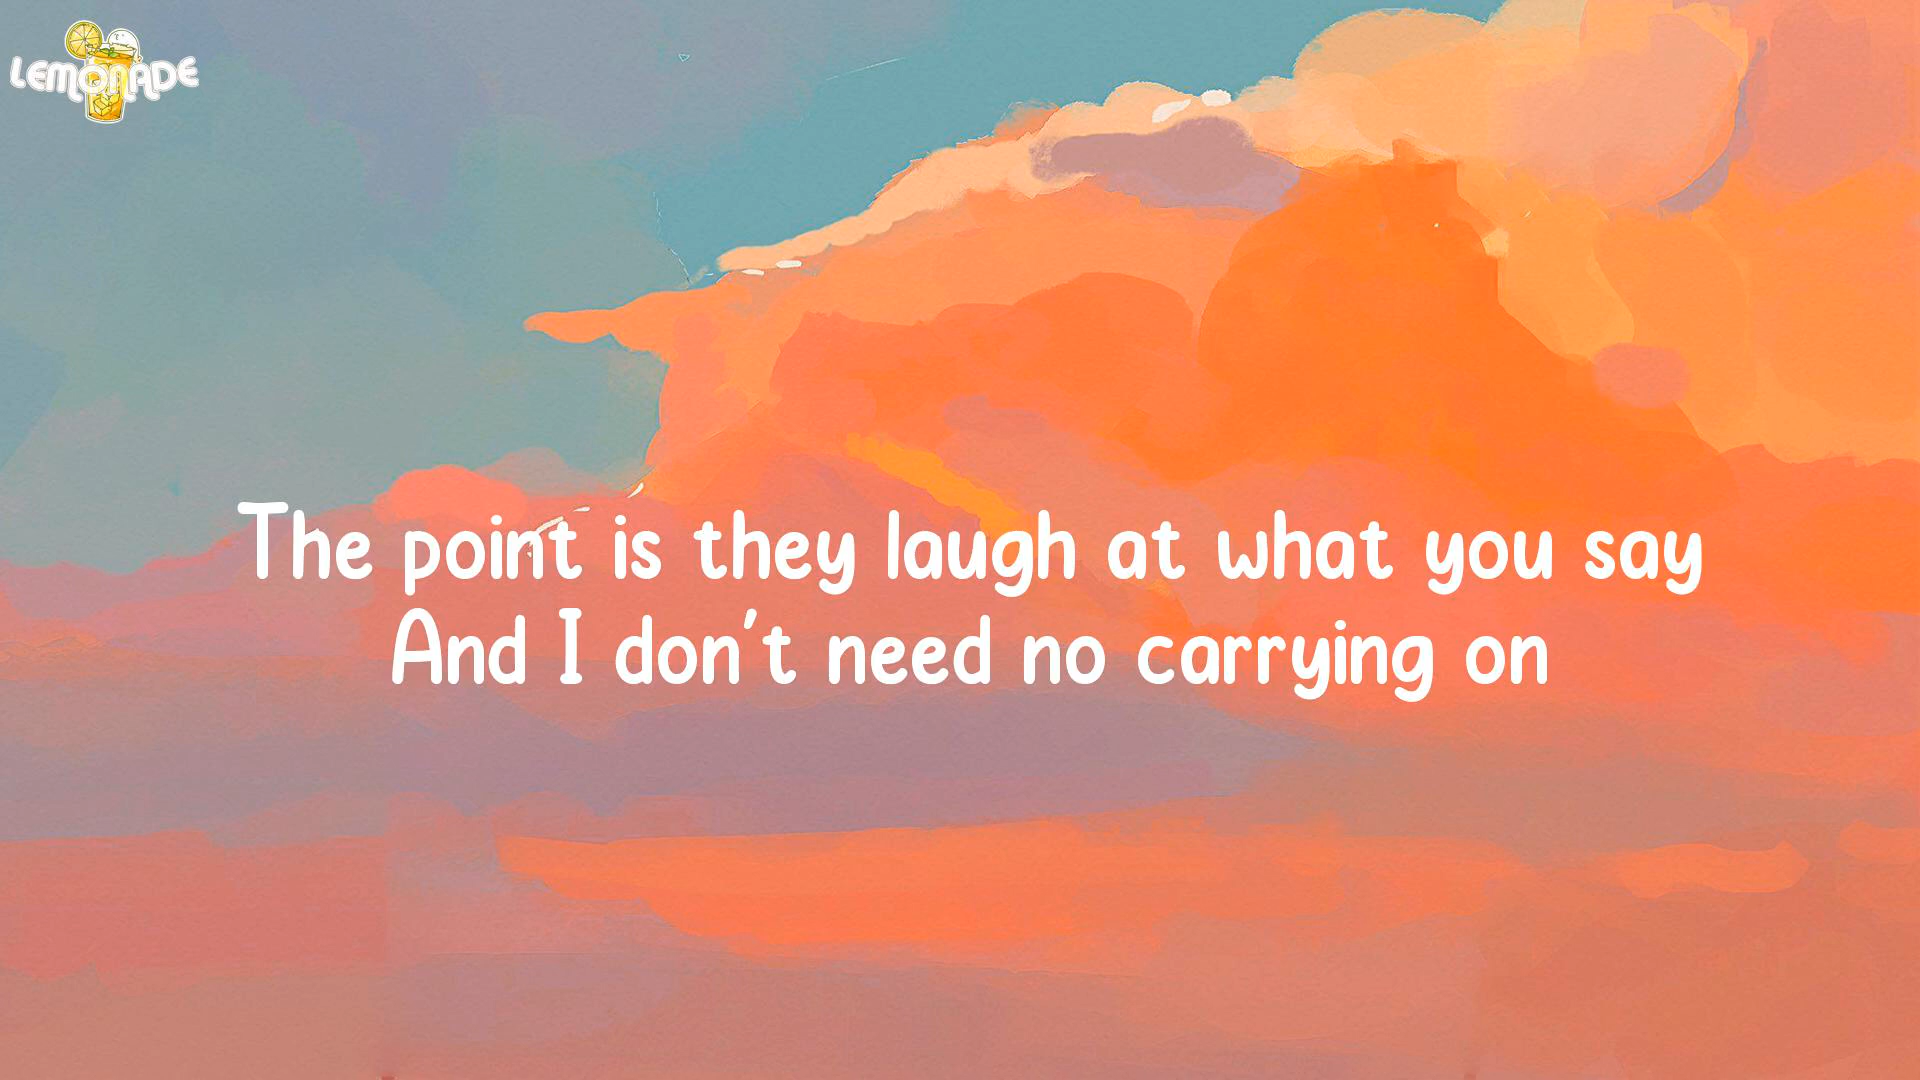 LEMONADE
The point is they laugh at what you say
And I don't need no carrying on